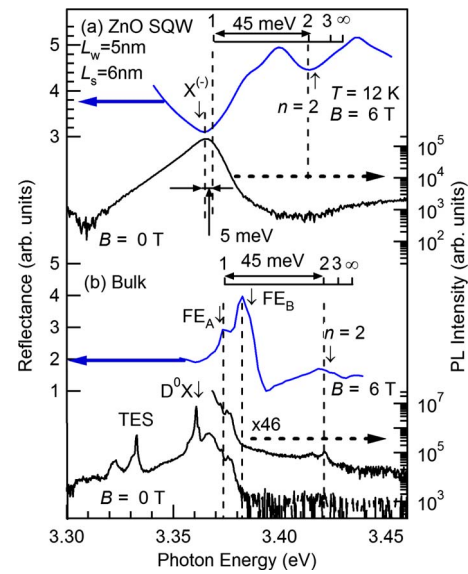 1 45 meV 2 3 ∞
(a) ZnO SQW
L_w=5nm
L_s=6nm
X^(-)
n = 2
T = 12 K
B = 6 T
5
4
3
10^5
10^4
10^3
10^2
B = 0 T
5 meV
Reflectance (arb. units)
PL Intensity (arb. units)
1 45 meV 2 3 ∞
(b) Bulk
FE_A
FE_B
n = 2
B = 6 T
5
4
3
2
1
D^0X
TES
x46
B = 0 T
10^7
10^5
10^3
3.30 3.35 3.40 3.45
Photon Energy (eV)